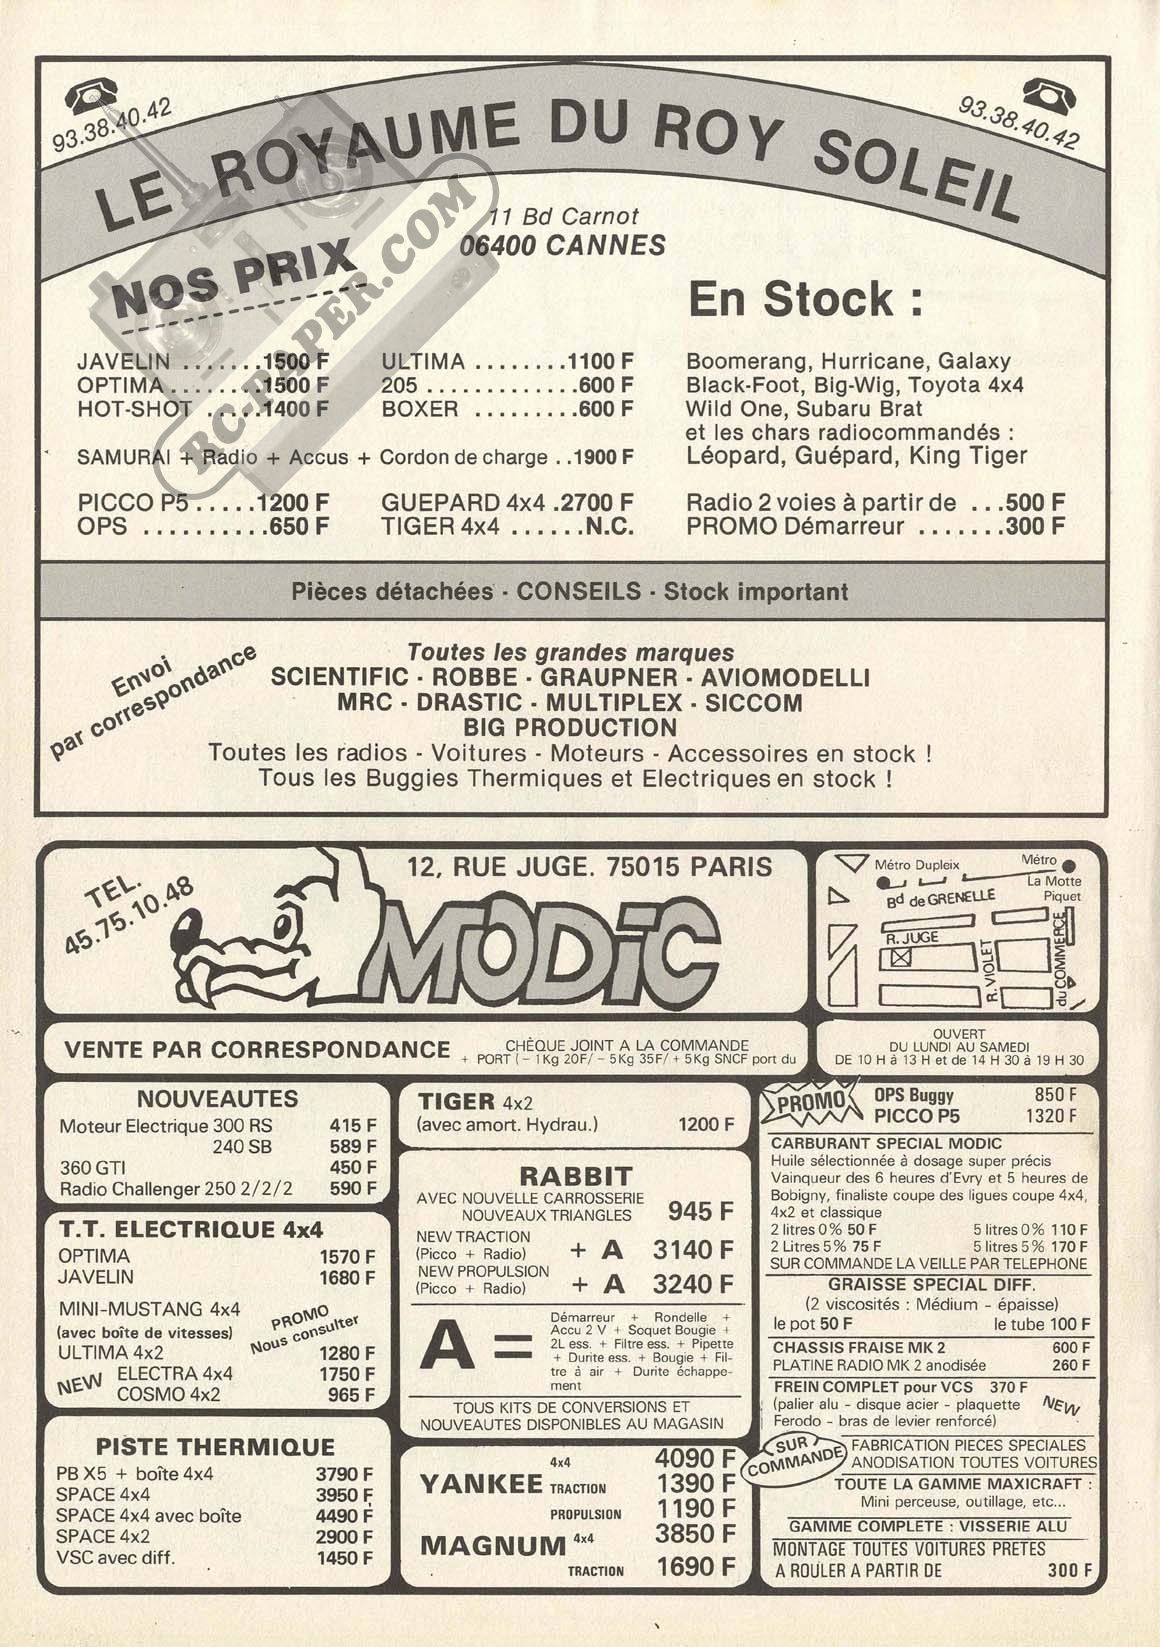 93.38.40.42
93.38.40.42
LE ROYAUME DU ROY SOLEIL
11 Bd Carnot
06400 CANNES
NOS PRIX
RC-PAPER.COM
En Stock :
JAVELIN .......1500 F
OPTIMA........1500 F
HOT-SHOT .....1400 F
ULTIMA ........1100 F
205 .............600 F
BOXER .........600 F
SAMURAI + Radio + Accus + Cordon de charge ..1900 F
PICCO P5.....1200 F
OPS ..........650 F
GUEPARD 4x4 .2700 F
TIGER 4x4 ......N.C.
Boomerang, Hurricane, Galaxy
Black-Foot, Big-Wig, Toyota 4x4
Wild One, Subaru Brat
et les chars radiocommandés :
Léopard, Guépard, King Tiger
Radio 2 voies à partir de ...500 F
PROMO Démarreur .......300 F
Pièces détachées - CONSEILS - Stock important
Envoi
par correspondance
Toutes les grandes marques
SCIENTIFIC - ROBBE - GRAUPNER - AVIOMODELLI
MRC - DRASTIC - MULTIPLEX - SICCOM
BIG PRODUCTION
Toutes les radios - Voitures - Moteurs - Accessoires en stock !
Tous les Buggies Thermiques et Electriques en stock !
TEL.
45.75.10.48
12, RUE JUGE. 75015 PARIS
MODIC
Métro Dupleix
Métro
La Motte
Piquet
Bd de GRENELLE
R. JUGE
R. VIOLET
du COMMERCE
VENTE PAR CORRESPONDANCE
CHÈQUE JOINT A LA COMMANDE
+ PORT (- 1Kg 20F/ - 5Kg 35F/ + 5Kg SNCF port du
OUVERT
DU LUNDI AU SAMEDI
DE 10 H à 13 H et de 14 H 30 à 19 H 30
NOUVEAUTES
Moteur Electrique 300 RS 415 F
240 SB 589 F
360 GTI 450 F
Radio Challenger 250 2/2/2 590 F
T.T. ELECTRIQUE 4x4
OPTIMA 1570 F
JAVELIN 1680 F
MINI-MUSTANG 4x4
(avec boîte de vitesses)
PROMO
Nous consulter
ULTIMA 4x2 1280 F
NEW
ELECTRA 4x4 1750 F
COSMO 4x2 965 F
PISTE THERMIQUE
PB X5 + boîte 4x4 3790 F
SPACE 4x4 3950 F
SPACE 4x4 avec boîte 4490 F
SPACE 4x2 2900 F
VSC avec diff. 1450 F
TIGER 4x2
(avec amort. Hydrau.) 1200 F
RABBIT
AVEC NOUVELLE CARROSSERIE
NOUVEAUX TRIANGLES 945 F
NEW TRACTION
(Picco + Radio) + A 3140 F
NEW PROPULSION
(Picco + Radio) + A 3240 F
A =
Démarreur + Rondelle +
Accu 2 V + Soquet Bougie +
2L ess. + Filtre ess. + Pipette
+ Durite ess. + Bougie + Fil-
tre à air + Durite échappe-
ment
TOUS KITS DE CONVERSIONS ET
NOUVEAUTES DISPONIBLES AU MAGASIN
YANKEE
4x4 4090 F
TRACTION 1390 F
PROPULSION 1190 F
MAGNUM 4x4 3850 F
TRACTION 1690 F
PROMO
OPS Buggy 850 F
PICCO P5 1320 F
CARBURANT SPECIAL MODIC
Huile sélectionnée à dosage super précis
Vainqueur des 6 heures d'Evry et 5 heures de
Bobigny, finaliste coupe des ligues coupe 4x4,
4x2 et classique
2 litres 0% 50 F 5 litres 0% 110 F
2 Litres 5% 75 F 5 litres 5% 170 F
SUR COMMANDE LA VEILLE PAR TELEPHONE
GRAISSE SPECIAL DIFF.
(2 viscosités : Médium - épaisse)
le pot 50 F le tube 100 F
CHASSIS FRAISE MK 2 600 F
PLATINE RADIO MK 2 anodisée 260 F
FREIN COMPLET pour VCS 370 F
(palier alu - disque acier - plaquette
Ferodo - bras de levier renforcé)
NEW
SUR
COMMANDE
FABRICATION PIECES SPECIALES
ANODISATION TOUTES VOITURES
TOUTE LA GAMME MAXICRAFT :
Mini perceuse, outillage, etc...
GAMME COMPLETE : VISSERIE ALU
MONTAGE TOUTES VOITURES PRETES
A ROULER A PARTIR DE 300 F